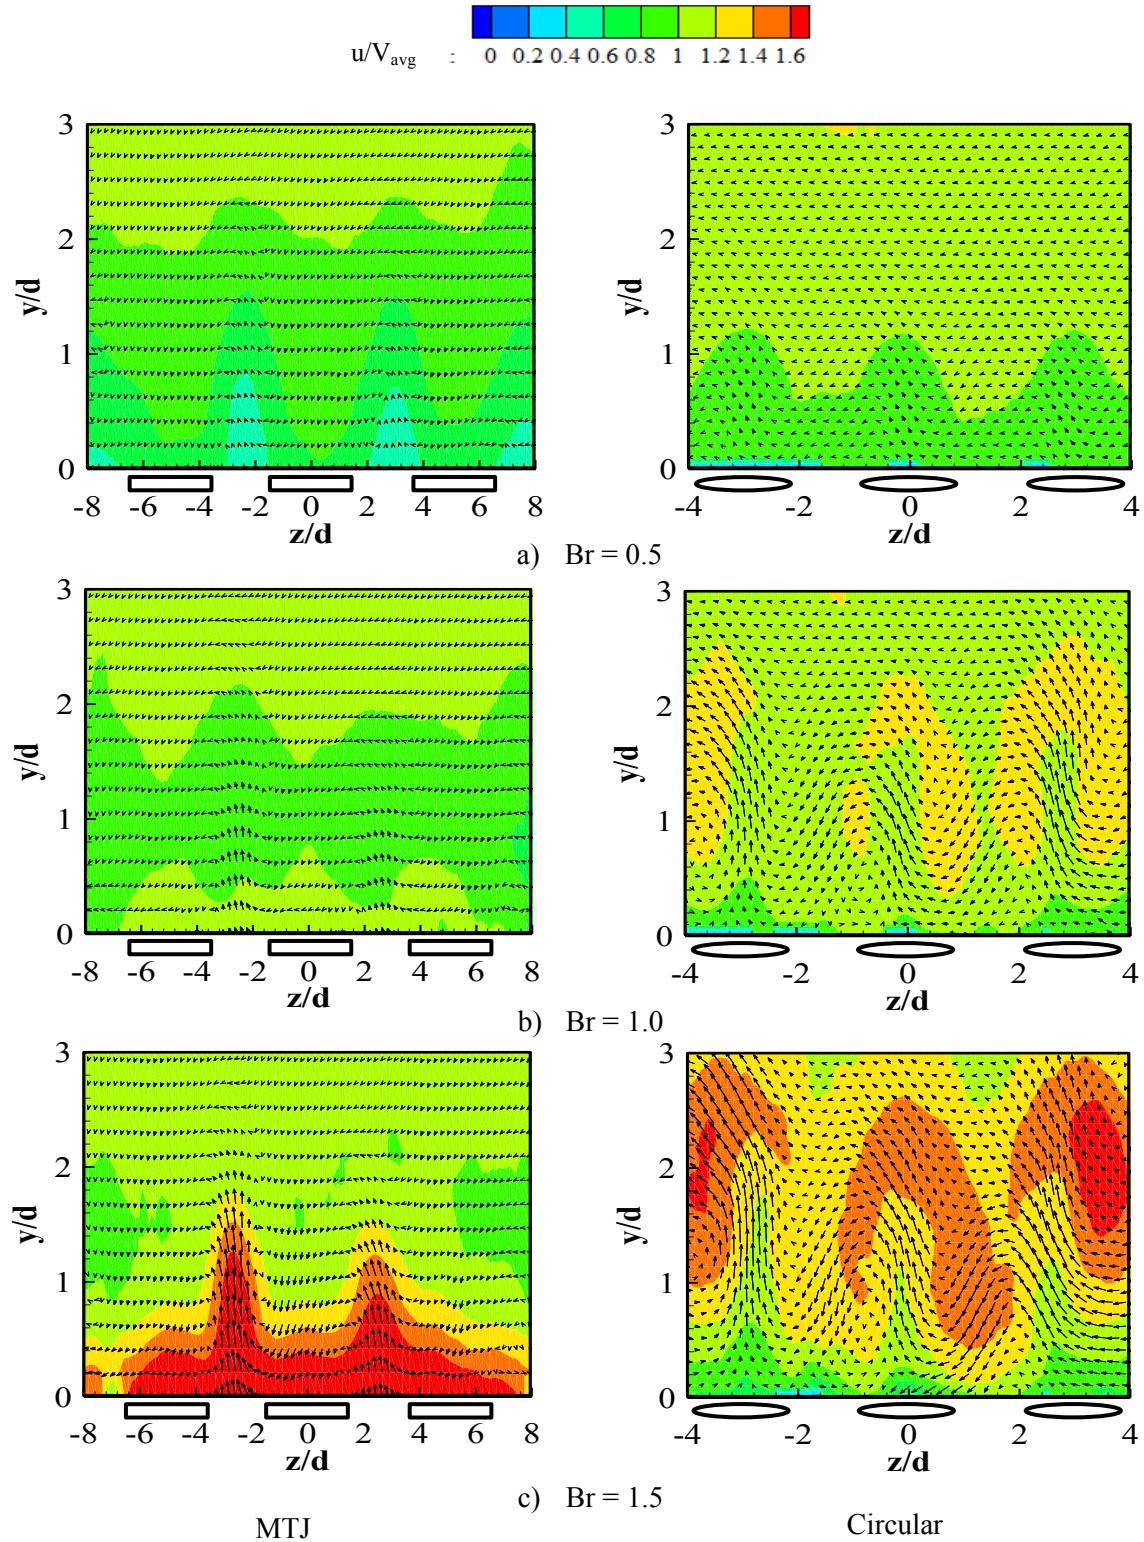 u/Vavg : 0 0.2 0.4 0.6 0.8 1 1.2 1.4 1.6
3 3
2 2
y/d y/d
1 1
0 0
-8 -6 -4 -2 0 2 4 6 8 -4 -2 0 2 4
z/d z/d
a) Br = 0.5
3 3
2 2
y/d y/d
1 1
0 0
-8 -6 -4 -2 0 2 4 6 8 -4 -2 0 2 4
z/d z/d
b) Br = 1.0
3 3
2 2
y/d y/d
1 1
0 0
-8 -6 -4 -2 0 2 4 6 8 -4 -2 0 2 4
z/d z/d
c) Br = 1.5
MTJ Circular